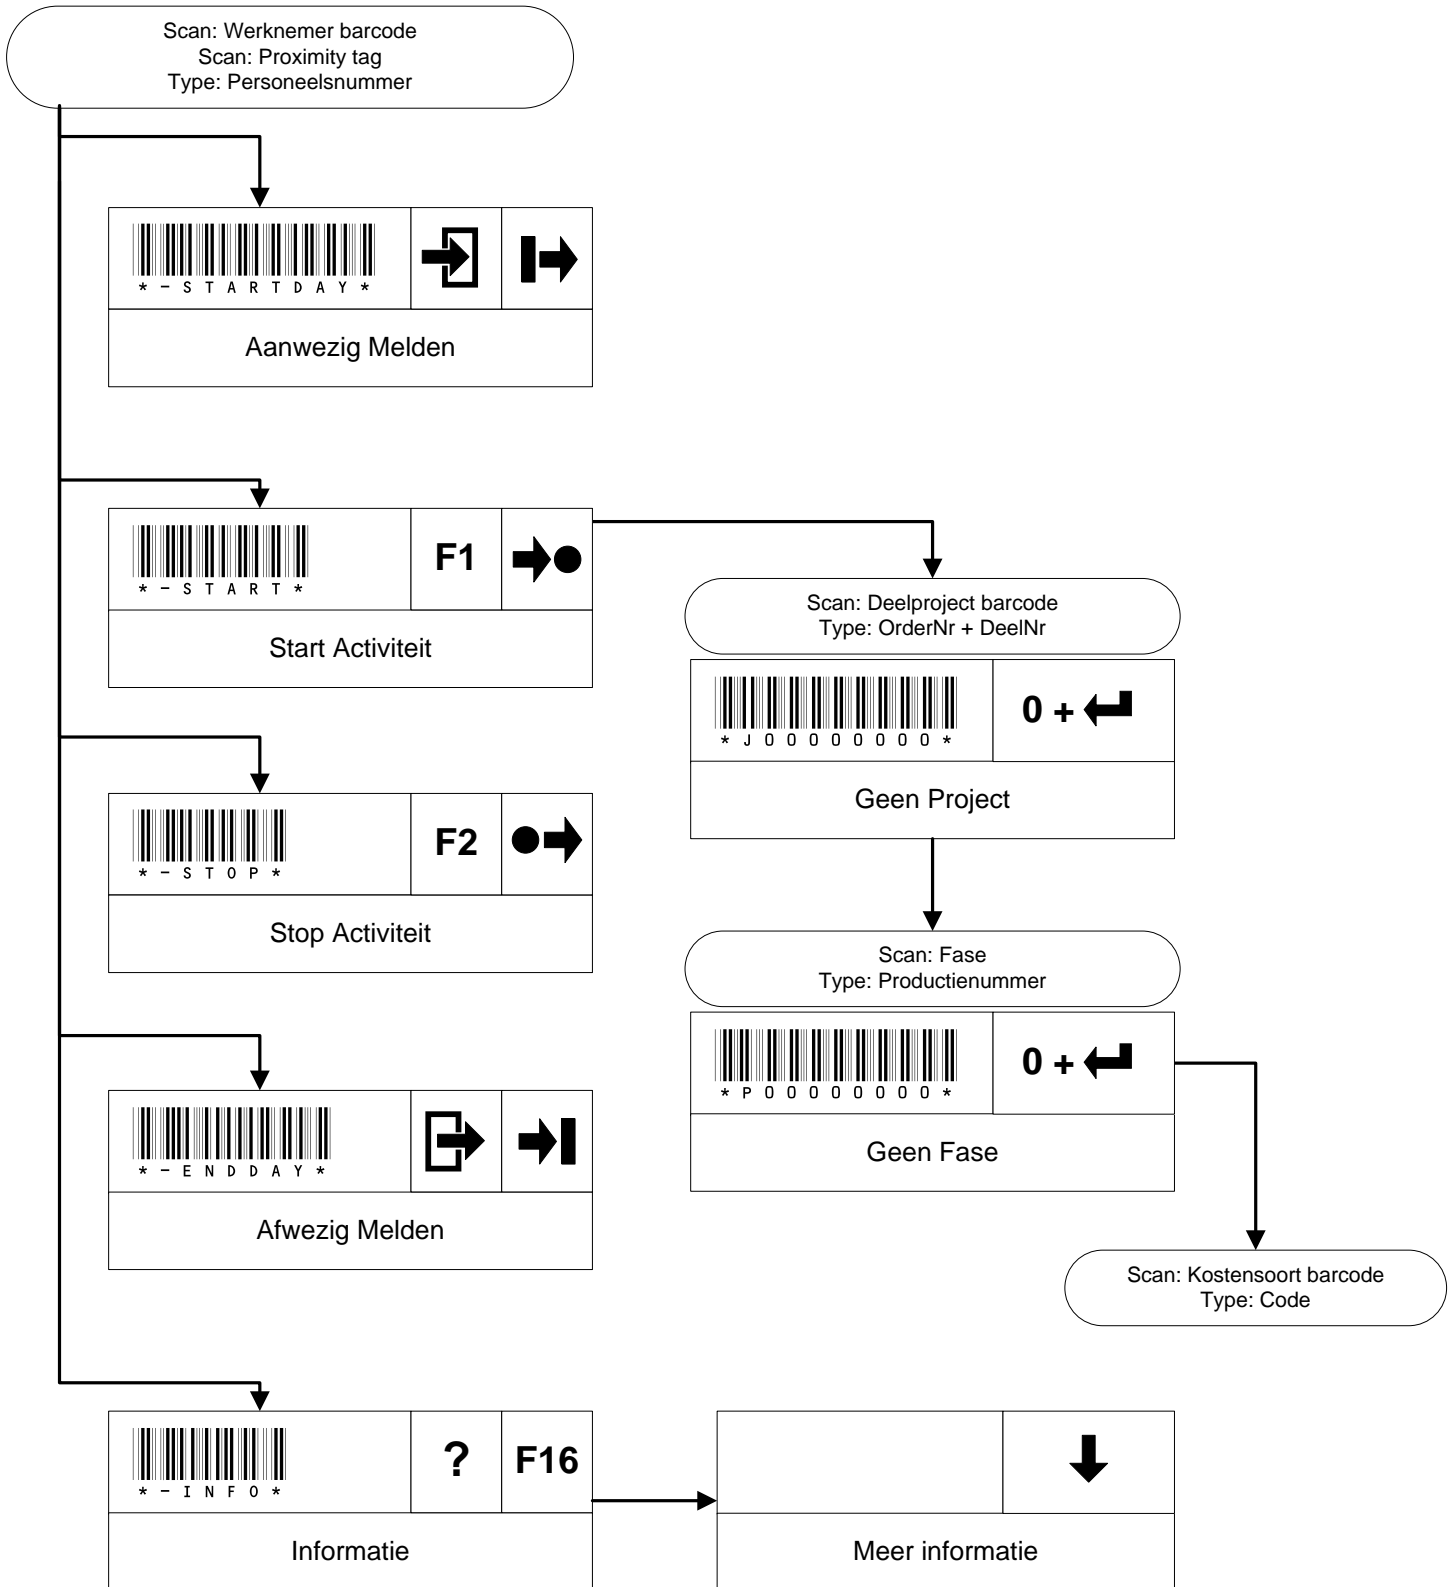 Scan: Werknemer barcode
Scan: Proximity tag
Type: Personeelsnummer
*-STARTDAY*
Aanwezig Melden
*-START*
F1
Start Activiteit
Scan: Deelproject barcode
Type: OrderNr + DeelNr
*J00000000*
0 +
Geen Project
*-STOP*
F2
Stop Activiteit
Scan: Fase
Type: Productienummer
*P00000000*
0 +
Geen Fase
*-ENDDAY*
Afwezig Melden
Scan: Kostensoort barcode
Type: Code
*-INFO*
?
F16
Informatie
Meer informatie